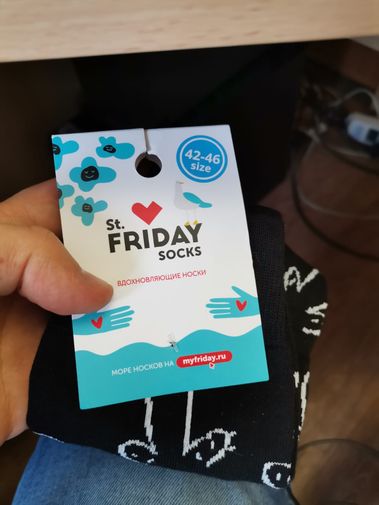 42-46
size
St.
FRIDAY
SOCKS
ВДОХНОВЛЯЮЩИЕ НОСКИ
МОРЕ НОСКОВ НА myfriday.ru